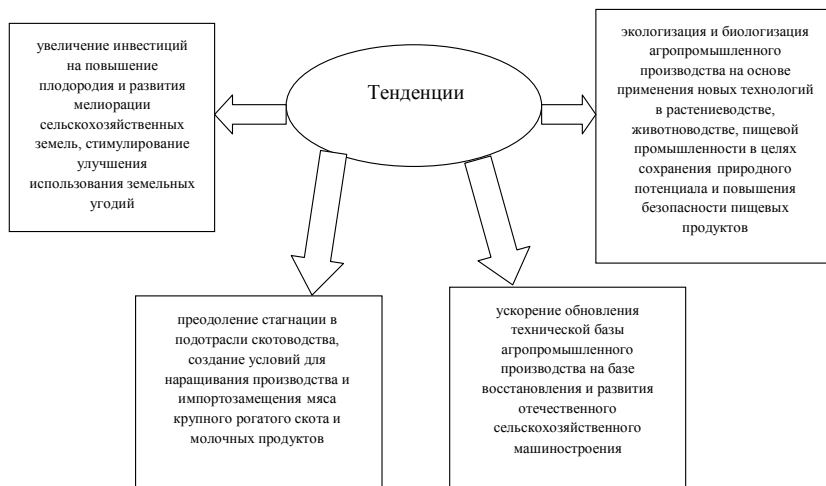 Тенденции
увеличение инвестиций
на повышение
плодородия и развития
мелиорации
сельскохозяйственных
земель, стимулирование
улучшения
использования земельных
угодий
экологизация и биологизация
агропромышленного
производства на основе
применения новых технологий
в растениеводстве,
животноводстве, пищевой
промышленности в целях
сохранения природного
потенциала и повышения
безопасности пищевых
продуктов
преодоление стагнации в
подотрасли скотоводства,
создание условий для
наращивания производства и
импортозамещения мяса
крупного рогатого скота и
молочных продуктов
ускорение обновления
технической базы
агропромышленного
производства на базе
восстановления и развития
отечественного
сельскохозяйственного
машиностроения